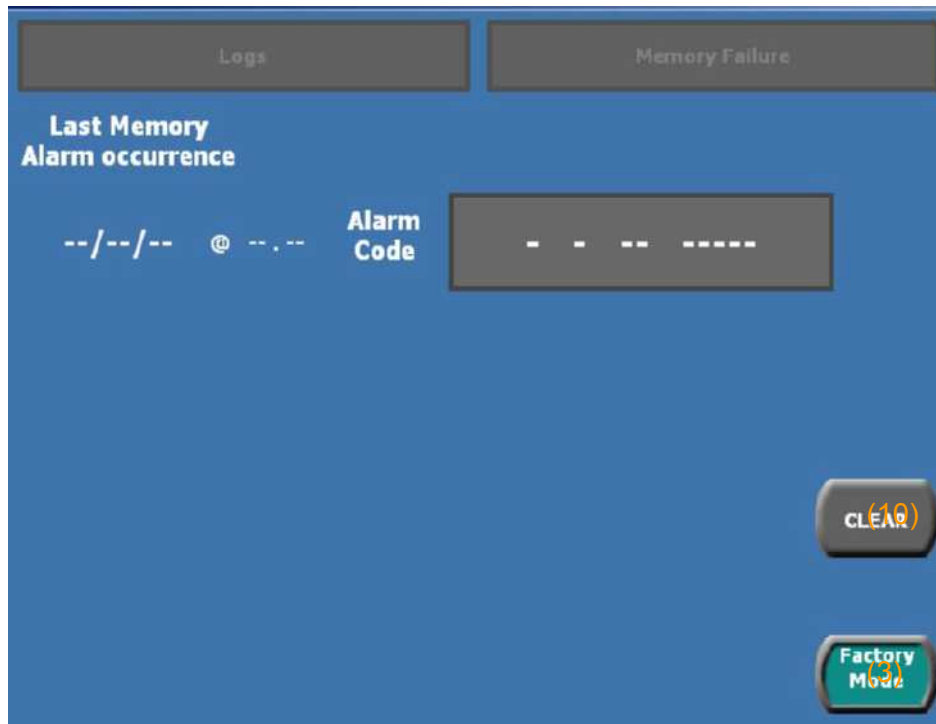 Logs
Memory Failure
Last Memory
Alarm occurrence
--/--/-- @ --.--
Alarm
Code
- - -- -----
CLEAR
(10)
Factory
Mode
(3)